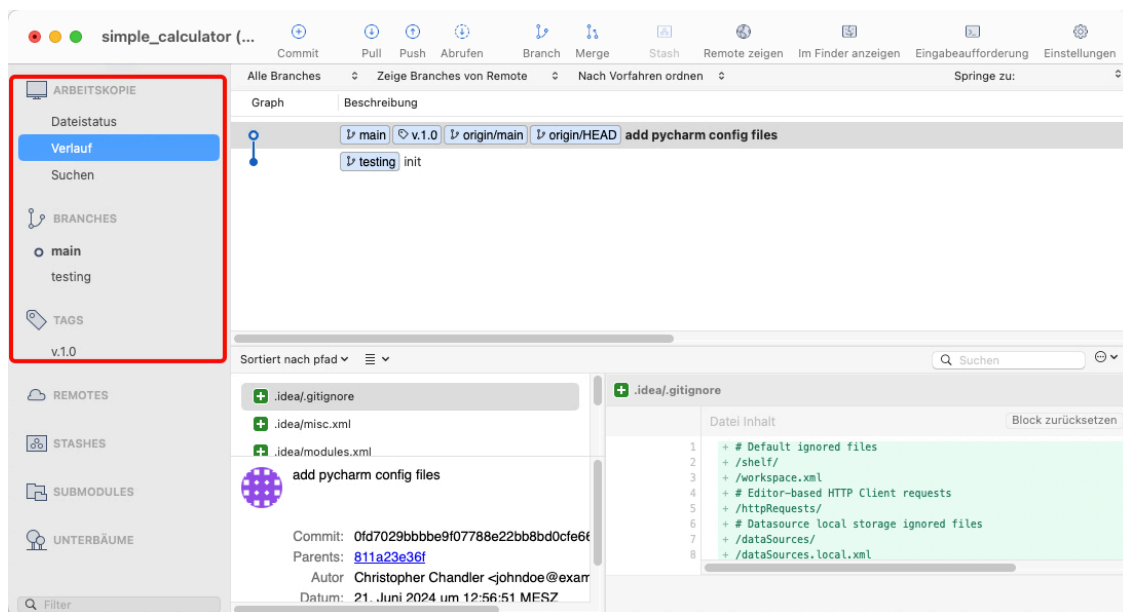 simple_calculator (...
Commit
Pull
Push
Abrufen
Branch
Merge
Stash
Remote zeigen
Im Finder anzeigen
Eingabeaufforderung
Einstellungen
ARBEITSKOPIE
Dateistatus
Verlauf
Suchen
BRANCHES
main
testing
TAGS
v.1.0
REMOTES
STASHES
SUBMODULES
UNTERBÄUME
Filter
Alle Branches
Zeige Branches von Remote
Nach Vorfahren ordnen
Springe zu:
Graph
Beschreibung
main v.1.0 origin/main origin/HEAD add pycharm config files
testing init
Sortiert nach pfad
Suchen
.idea/.gitignore
.idea/misc.xml
.idea/modules.xml
add pycharm config files
Commit: 0fd7029bbbbe9f07788e22bb8bd0cfe66
Parents: 811a23e36f
Autor Christopher Chandler <johndoe@exam
Datum: 21. Juni 2024 um 12:56:51 MESZ
.idea/.gitignore
Datei Inhalt
Block zurücksetzen
1 + # Default ignored files
2 + /shelf/
3 + /workspace.xml
4 + # Editor-based HTTP Client requests
5 + /httpRequests/
6 + # Datasource local storage ignored files
7 + /dataSources/
8 + /dataSources.local.xml